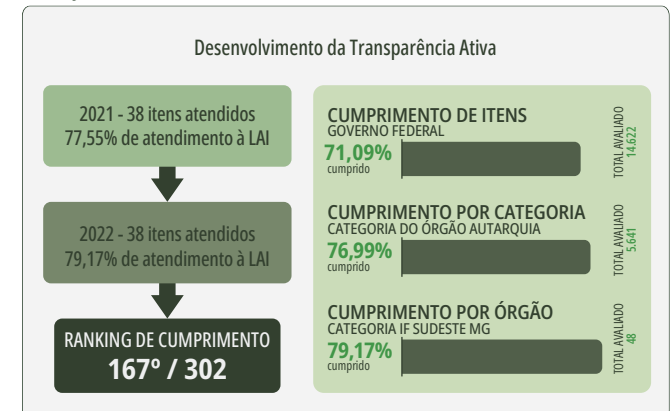 Desenvolvimento da Transparência Ativa
2021 - 38 itens atendidos
77,55% de atendimento à LAI
2022 - 38 itens atendidos
79,17% de atendimento à LAI
RANKING DE CUMPRIMENTO
167º / 302
CUMPRIMENTO DE ITENS
GOVERNO FEDERAL
71,09%
cumprido
TOTAL AVALIADO
14.622
CUMPRIMENTO POR CATEGORIA
CATEGORIA DO ÓRGÃO AUTARQUIA
76,99%
cumprido
TOTAL AVALIADO
5.641
CUMPRIMENTO POR ÓRGÃO
CATEGORIA IF SUDESTE MG
79,17%
cumprido
TOTAL AVALIADO
48